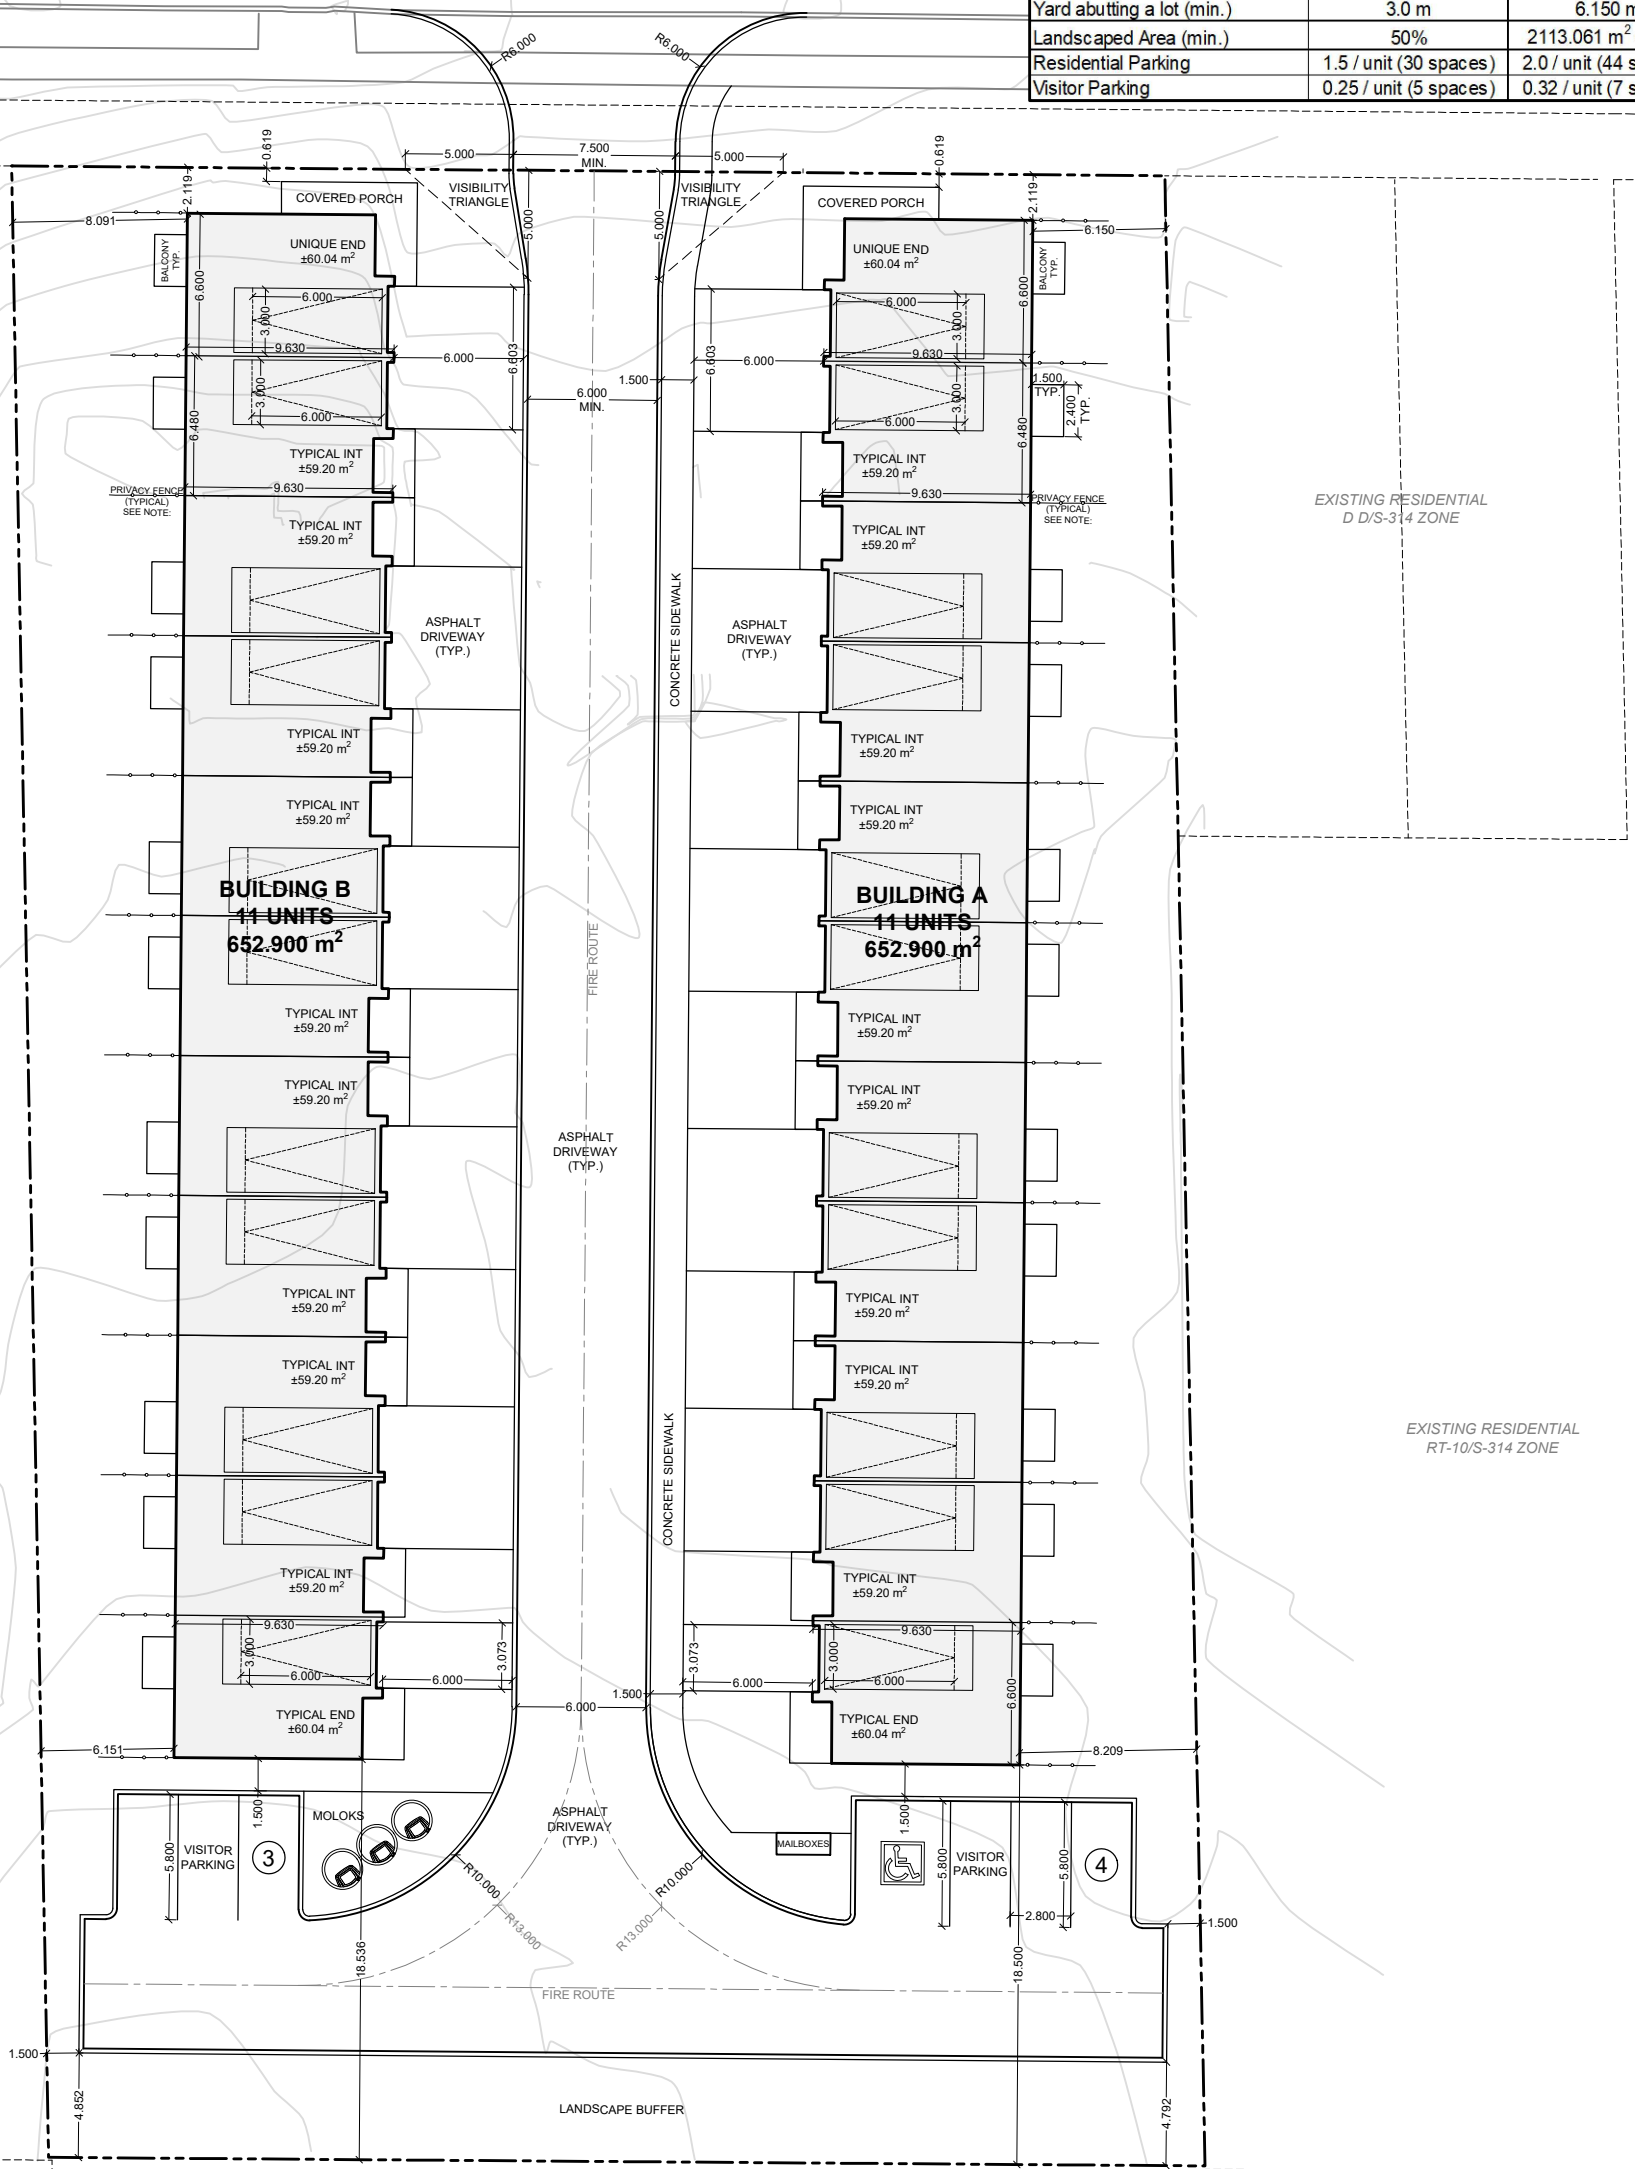 Yard abutting a lot (min.) 3.0 m 6.150 m
Landscaped Area (min.) 50% 2113.061 m²
Residential Parking 1.5 / unit (30 spaces) 2.0 / unit (44 s
Visitor Parking 0.25 / unit (5 spaces) 0.32 / unit (7 s
R6.000 R6.000
0.619 5.000 7.500 5.000 0.619
MIN.
2.119 COVERED PORCH VISIBILITY VISIBILITY COVERED PORCH 2.119
TRIANGLE TRIANGLE
8.091 5.000 5.000 6.150
BALCONY
TYP.
UNIQUE END
±60.04 m²
UNIQUE END
±60.04 m²
BALCONY
TYP.
6.600 6.000 6.000 6.600
3.000 3.000
9.630 6.000 6.603 6.603 6.000 9.630
3.000 1.500 3.000 1.500
TYP.
6.000
MIN.
2.400
TYP.
6.480 6.000 6.000 6.480
TYPICAL INT
±59.20 m²
TYPICAL INT
±59.20 m²
9.630 9.630
PRIVACY FENCE
(TYPICAL)
SEE NOTE:
PRIVACY FENCE
(TYPICAL)
SEE NOTE:
EXISTING RESIDENTIAL
D D/S-314 ZONE
TYPICAL INT
±59.20 m²
TYPICAL INT
±59.20 m²
ASPHALT
DRIVEWAY
(TYP.)
CONCRETE SIDEWALK
ASPHALT
DRIVEWAY
(TYP.)
TYPICAL INT
±59.20 m²
TYPICAL INT
±59.20 m²
TYPICAL INT
±59.20 m²
TYPICAL INT
±59.20 m²
BUILDING B
11 UNITS
652.900 m²
BUILDING A
11 UNITS
652.900 m²
FIRE ROUTE
TYPICAL INT
±59.20 m²
TYPICAL INT
±59.20 m²
TYPICAL INT
±59.20 m²
TYPICAL INT
±59.20 m²
ASPHALT
DRIVEWAY
(TYP.)
TYPICAL INT
±59.20 m²
TYPICAL INT
±59.20 m²
TYPICAL INT
±59.20 m²
TYPICAL INT
±59.20 m²
EXISTING RESIDENTIAL
RT-10/S-314 ZONE
CONCRETE SIDEWALK
TYPICAL INT
±59.20 m²
TYPICAL INT
±59.20 m²
9.630 9.630
3.000 3.073 3.073 3.000
6.000 6.000 6.000 6.000 6.600
6.000 1.500
TYPICAL END
±60.04 m²
TYPICAL END
±60.04 m²
6.151 8.209
1.500 1.500
MOLOKS
ASPHALT
DRIVEWAY
(TYP.)
MAILBOXES
5.800 VISITOR
PARKING
3
5.800 VISITOR
PARKING
5.800 4
R10.000 R10.000
R13.000 R13.000
2.800 1.500
18.536 18.500
FIRE ROUTE
1.500
4.852 4.792
LANDSCAPE BUFFER